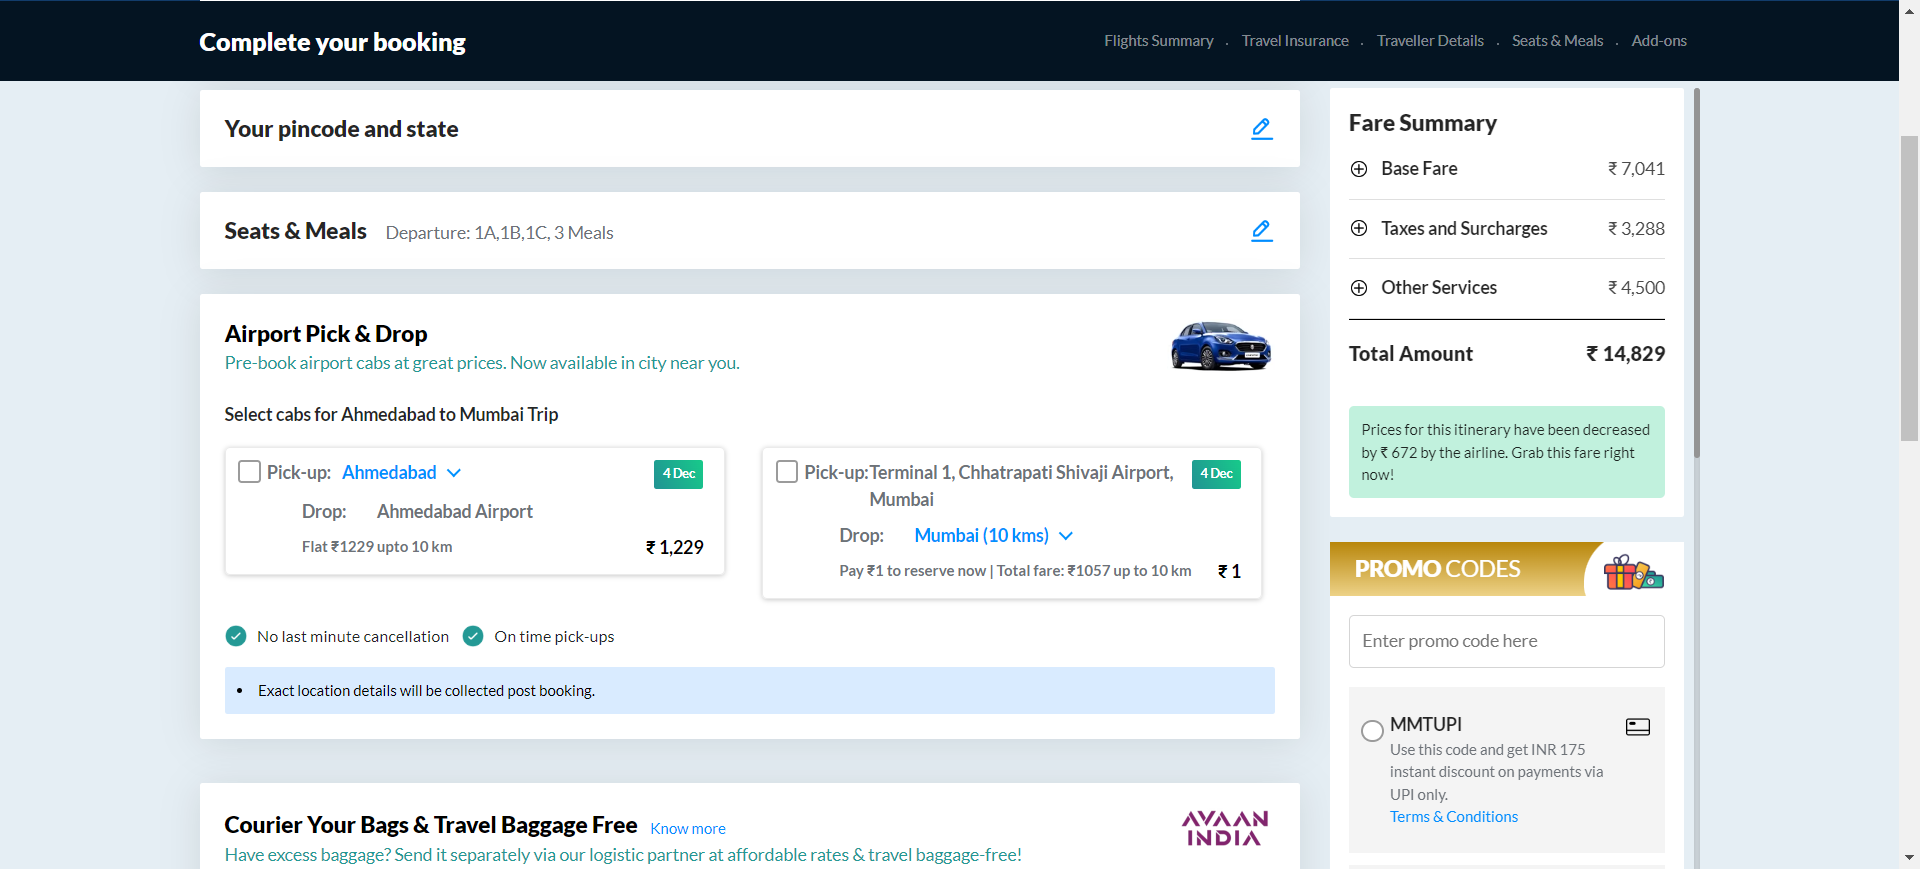 Complete your booking
Flights Summary . Travel Insurance . Traveller Details . Seats & Meals . Add-ons
Your pincode and state
Seats & Meals Departure: 1A,1B,1C, 3 Meals
Airport Pick & Drop
Pre-book airport cabs at great prices. Now available in city near you.
Select cabs for Ahmedabad to Mumbai Trip
Pick-up: Ahmedabad
4 Dec
Drop: Ahmedabad Airport
Flat ₹1229 upto 10 km
₹ 1,229
Pick-up:Terminal 1, Chhatrapati Shivaji Airport,
Mumbai
4 Dec
Drop: Mumbai (10 kms)
Pay ₹1 to reserve now | Total fare: ₹1057 up to 10 km
₹ 1
No last minute cancellation On time pick-ups
• Exact location details will be collected post booking.
Courier Your Bags & Travel Baggage Free Know more
Have excess baggage? Send it separately via our logistic partner at affordable rates & travel baggage-free!
AVAAN
INDIA
Fare Summary
Base Fare ₹ 7,041
Taxes and Surcharges ₹ 3,288
Other Services ₹ 4,500
Total Amount ₹ 14,829
Prices for this itinerary have been decreased
by ₹ 672 by the airline. Grab this fare right
now!
PROMO CODES
Enter promo code here
MMTUPI
Use this code and get INR 175
instant discount on payments via
UPI only.
Terms & Conditions